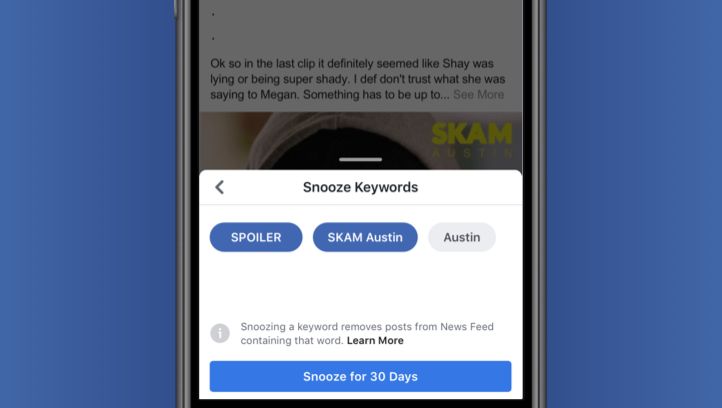 .
.
Ok so in the last clip it definitely seemed like Shay was
lying or being super shady. I def don't trust what she was
saying to Megan. Something has to be up to... See More
SKAM
AUSTIN
Snooze Keywords
SPOILER SKAM Austin Austin
Snoozing a keyword removes posts from News Feed
containing that word. Learn More
Snooze for 30 Days